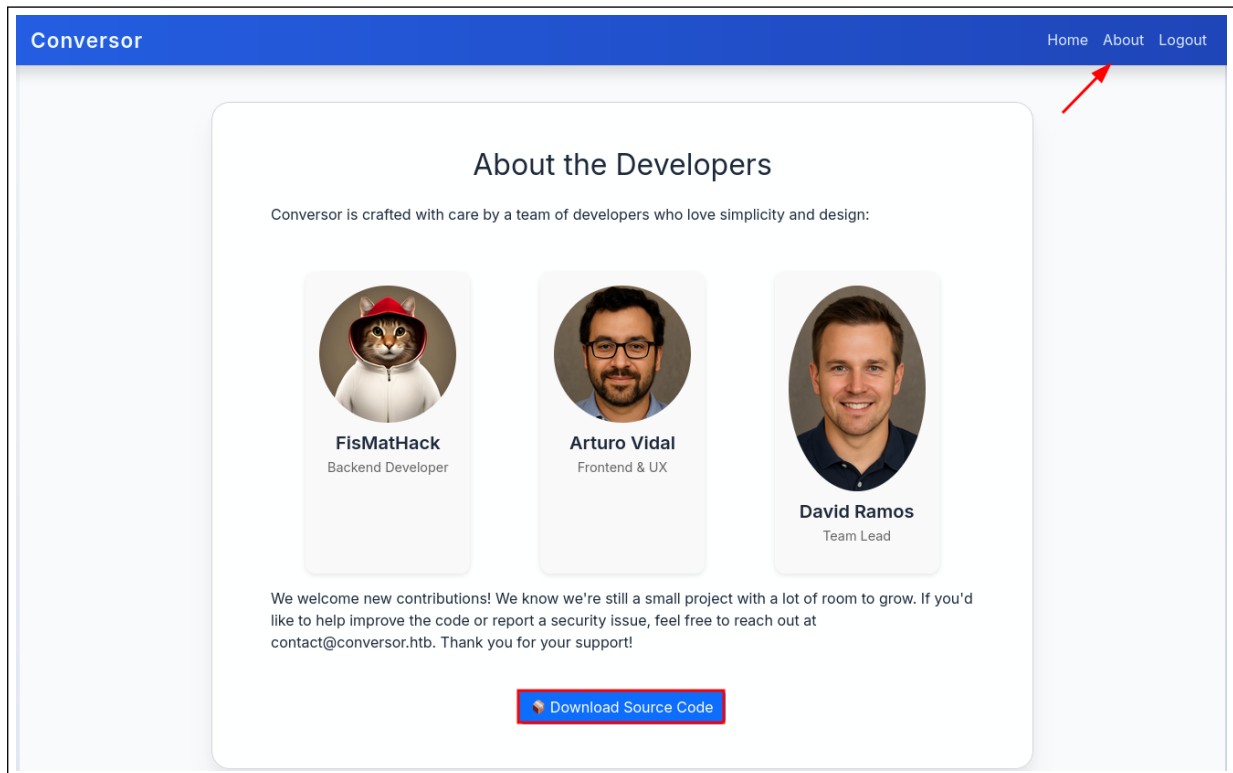 Conversor
Home About Logout
About the Developers
Conversor is crafted with care by a team of developers who love simplicity and design:
FisMatHack
Backend Developer
Arturo Vidal
Frontend & UX
David Ramos
Team Lead
We welcome new contributions! We know we're still a small project with a lot of room to grow. If you'd
like to help improve the code or report a security issue, feel free to reach out at
contact@conversor.htb. Thank you for your support!
Download Source Code